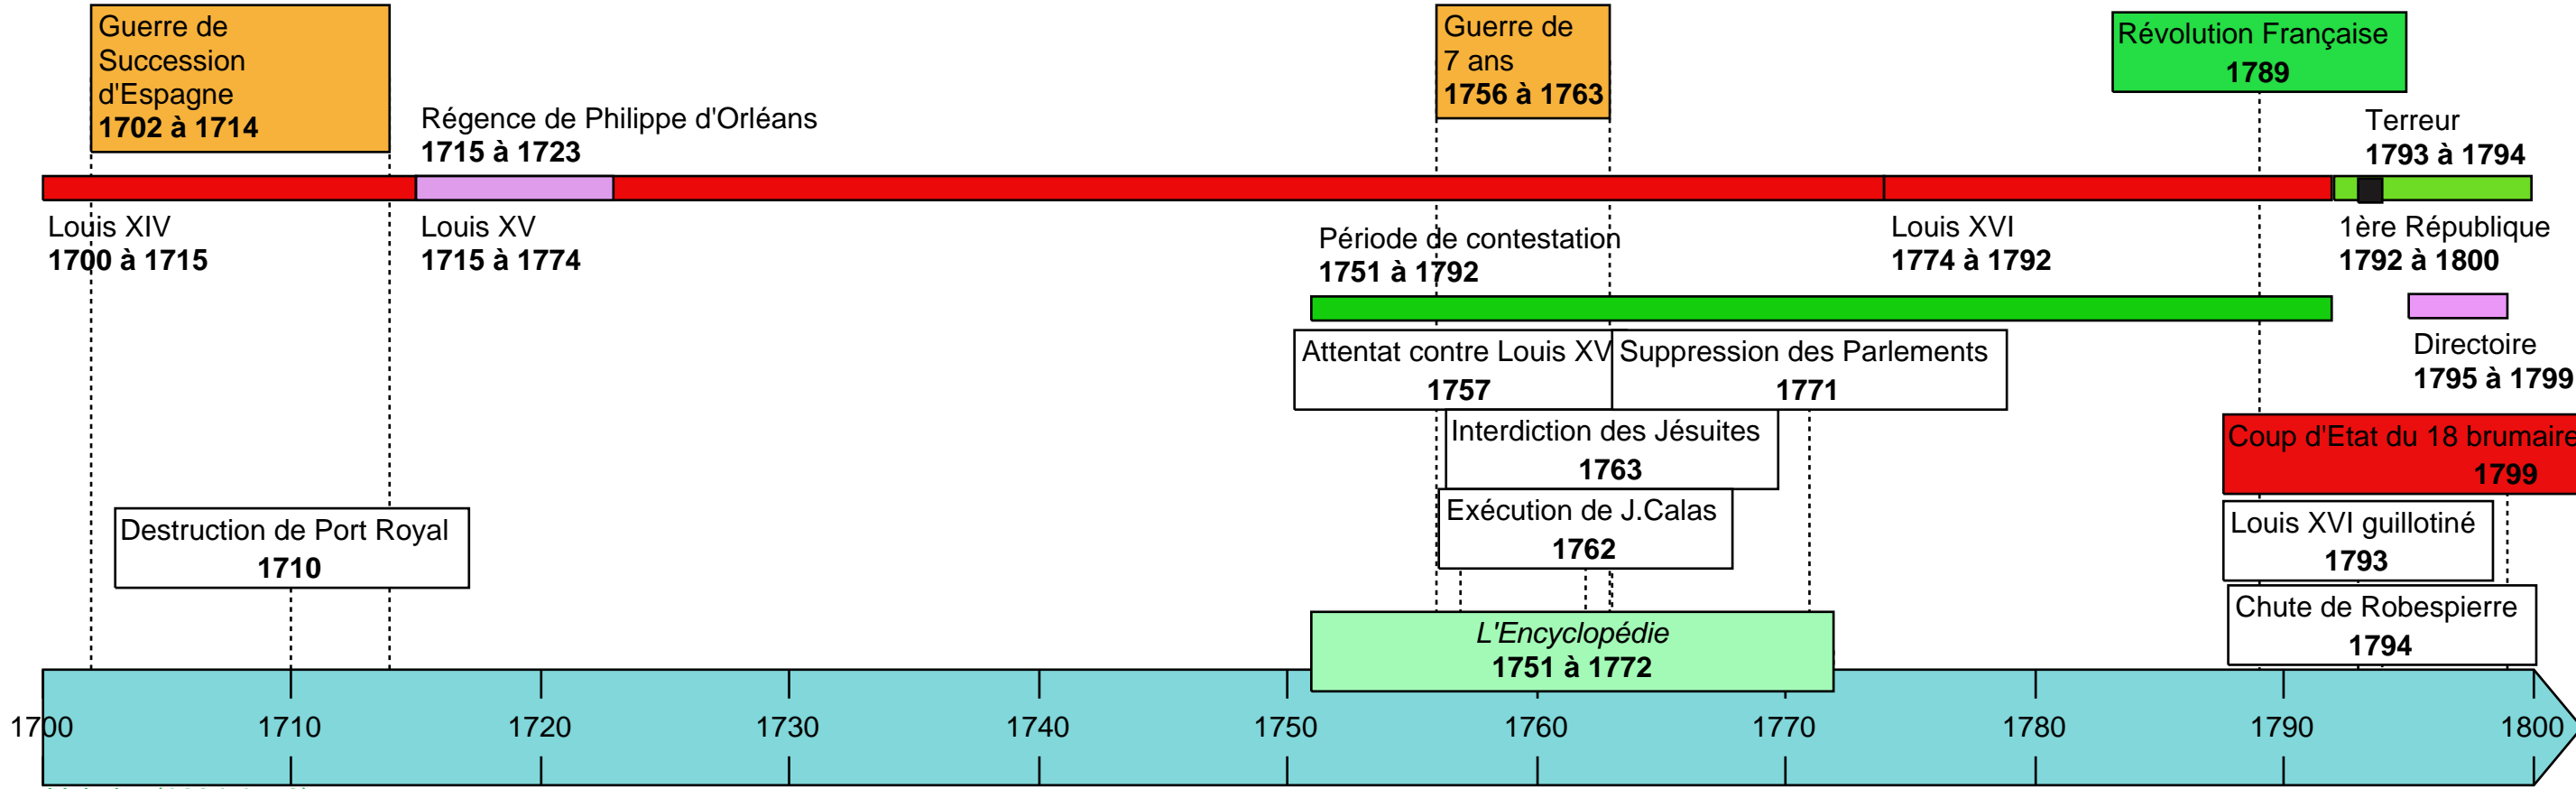 Guerre de
Succession
d'Espagne
1702 à 1714
Guerre de
7 ans
1756 à 1763
Révolution Française
1789
Régence de Philippe d'Orléans
1715 à 1723
Terreur
1793 à 1794
Louis XIV
1700 à 1715
Louis XV
1715 à 1774
Période de contestation
1751 à 1792
Louis XVI
1774 à 1792
1ère République
1792 à 1800
Directoire
1795 à 1799
Attentat contre Louis XV
1757
Suppression des Parlements
1771
Interdiction des Jésuites
1763
Exécution de J.Calas
1762
Coup d'Etat du 18 brumaire
1799
Louis XVI guillotiné
1793
Chute de Robespierre
1794
Destruction de Port Royal
1710
L'Encyclopédie
1751 à 1772
1700 1710 1720 1730 1740 1750 1760 1770 1780 1790 1800